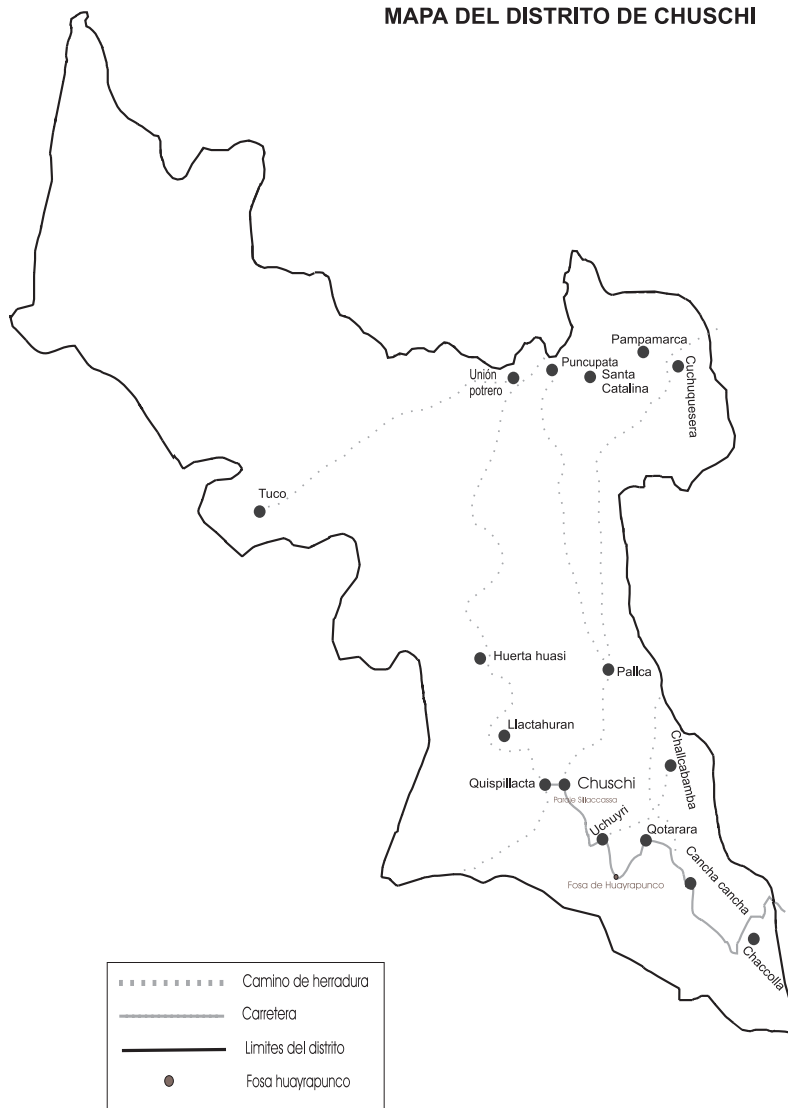 MAPA DEL DISTRITO DE CHUSCHI
Pampamarca
Puncupata
Unión
potrero
Santa
Catalina
Cuchuquesera
Tuco
Huerta huasi
Pallca
Llactahuran
Challcabamba
Quispillacta
Chuschi
Paraje Sillaccassa
Uchuyri
Qotarara
Cancha cancha
Fosa de Huayrapunco
Chaccolla
Camino de herradura
Carretera
Limites del distrito
Fosa huayrapunco